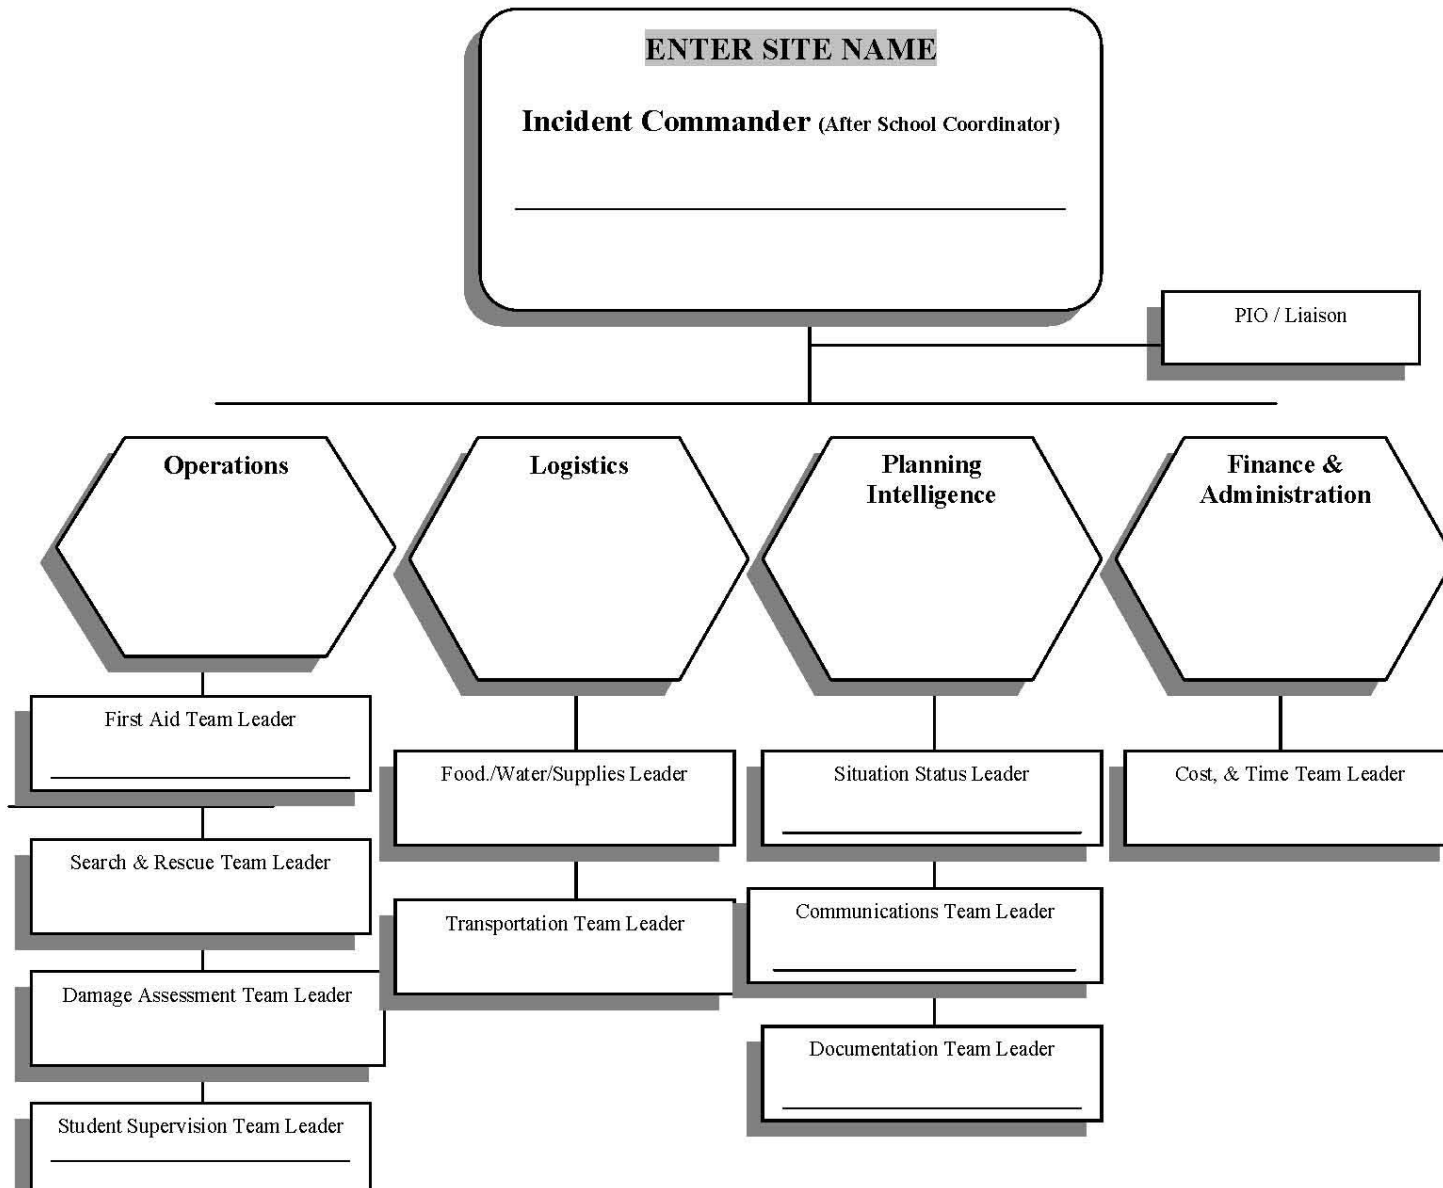 ENTER SITE NAME
Incident Commander (After School Coordinator)
PIO / Liaison
Operations
First Aid Team Leader
Search & Rescue Team Leader
Damage Assessment Team Leader
Student Supervision Team Leader
Logistics
Food./Water/Supplies Leader
Transportation Team Leader
Planning
Intelligence
Situation Status Leader
Communications Team Leader
Documentation Team Leader
Finance &
Administration
Cost, & Time Team Leader